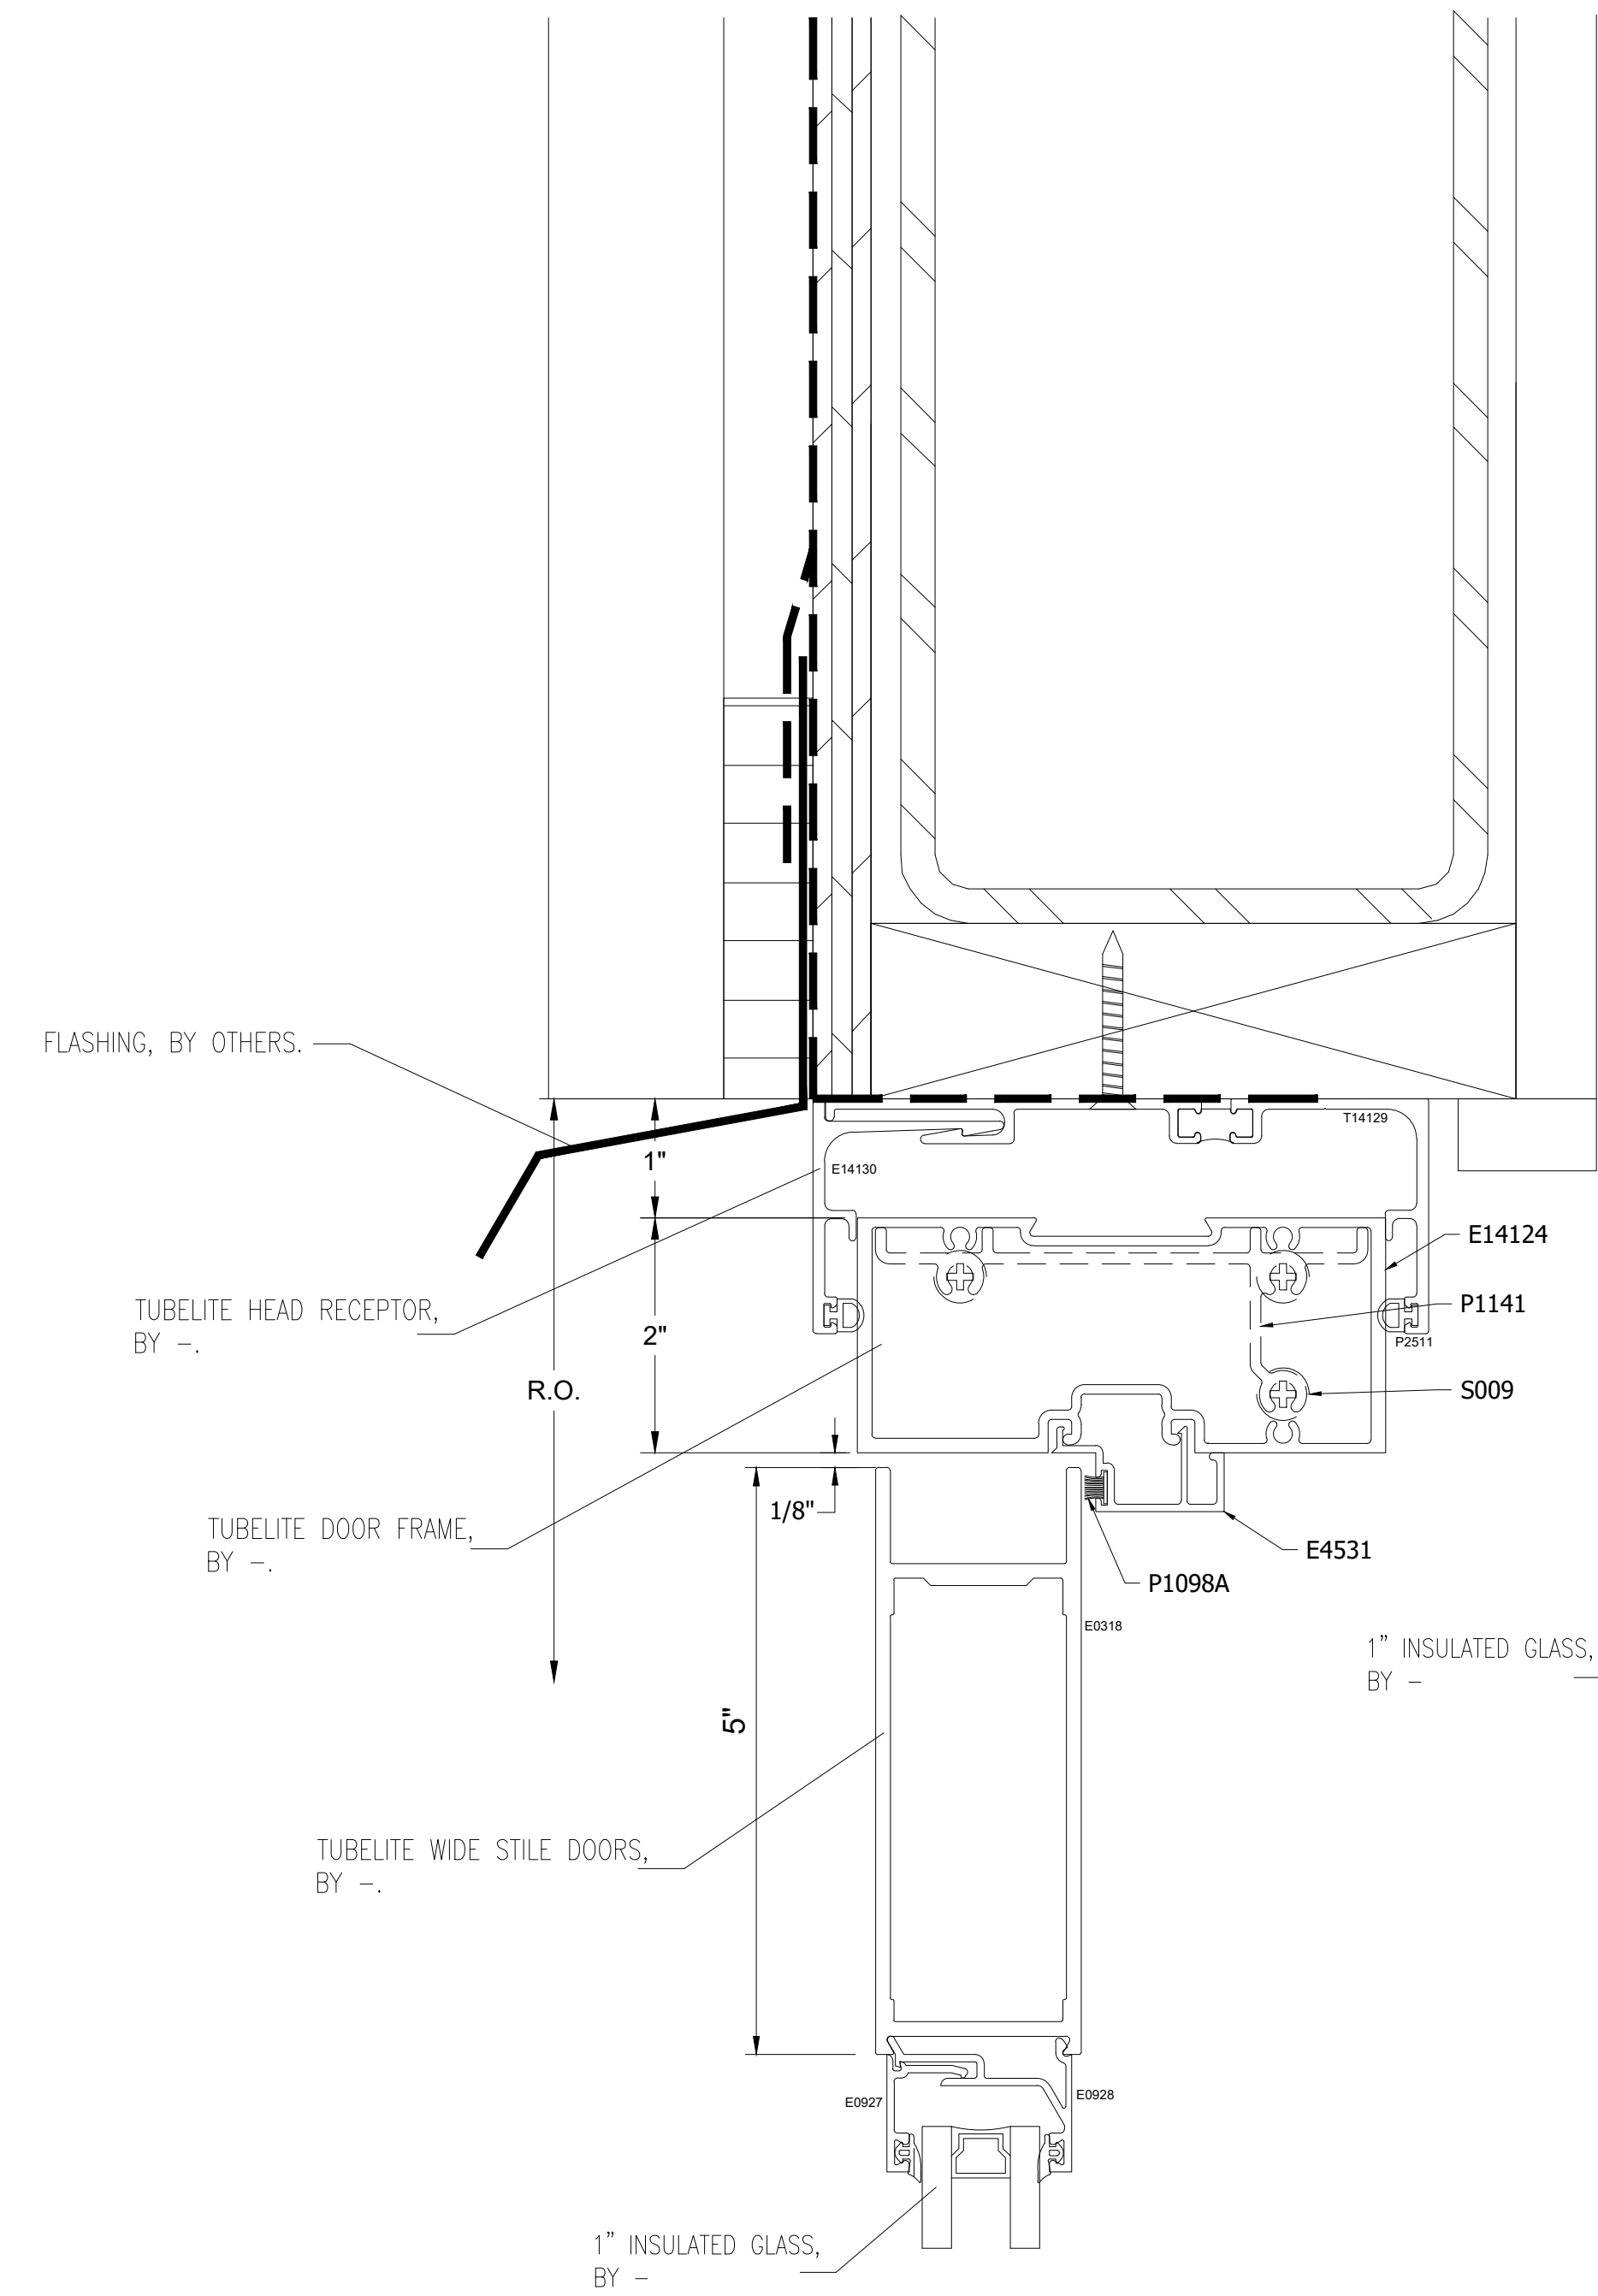 FLASHING, BY OTHERS.
T14129
1"
E14130
E14124
TUBELITE HEAD RECEPTOR,
BY –.
P1141
2"
P2511
R.O.
S009
1/8"
TUBELITE DOOR FRAME,
BY –.
E4531
P1098A
E0318
1” INSULATED GLASS,
BY –
5"
TUBELITE WIDE STILE DOORS,
BY –.
E0927
E0928
1” INSULATED GLASS,
BY –